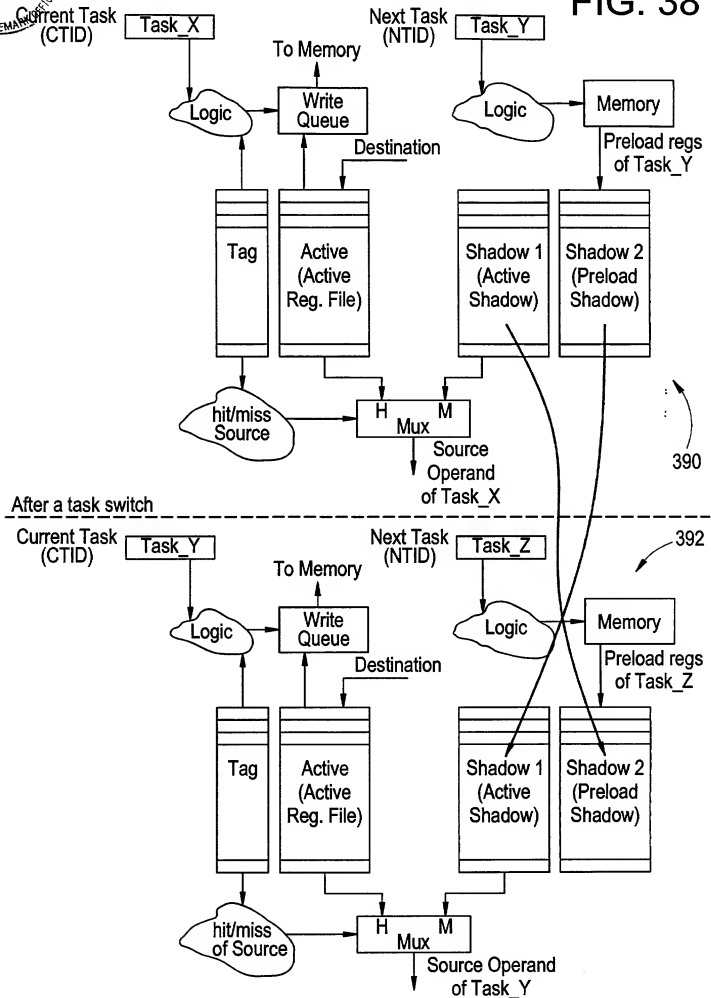 FIG. 38
Current Task
(CTID)
Task_X
Next Task
(NTID)
Task_Y
To Memory
Logic
Write
Queue
Logic
Memory
Destination
Preload regs
of Task_Y
Tag
Active
(Active
Reg. File)
Shadow 1
(Active
Shadow)
Shadow 2
(Preload
Shadow)
hit/miss
Source
H
M
Mux
Source
Operand
of Task_X
390
After a task switch
Current Task
(CTID)
Task_Y
Next Task
(NTID)
Task_Z
392
To Memory
Logic
Write
Queue
Logic
Memory
Destination
Preload regs
of Task_Z
Tag
Active
(Active
Reg. File)
Shadow 1
(Active
Shadow)
Shadow 2
(Preload
Shadow)
hit/miss
of Source
H
M
Mux
Source Operand
of Task_Y